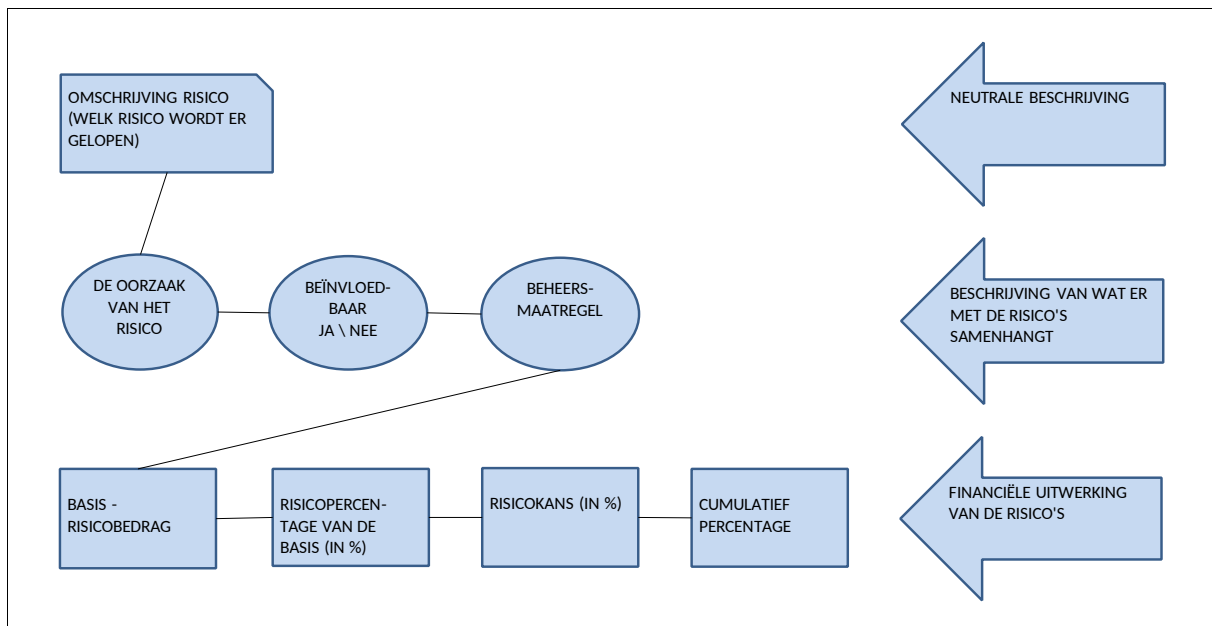 OMSCHRIJVING RISICO
(WELK RISICO WORDT ER
GELOPEN)
NEUTRALE BESCHRIJVING
DE OORZAAK
VAN HET
RISICO
BEÏNVLOED-
BAAR
JA \ NEE
BEHEERS-
MAATREGEL
BESCHRIJVING VAN WAT ER
MET DE RISICO'S
SAMENHANGT
BASIS -
RISICOBEDRAG
RISICOPERCEN-
TAGE VAN DE
BASIS (IN %)
RISICOKANS (IN %)
CUMULATIEF
PERCENTAGE
FINANCIËLE UITWERKING
VAN DE RISICO'S